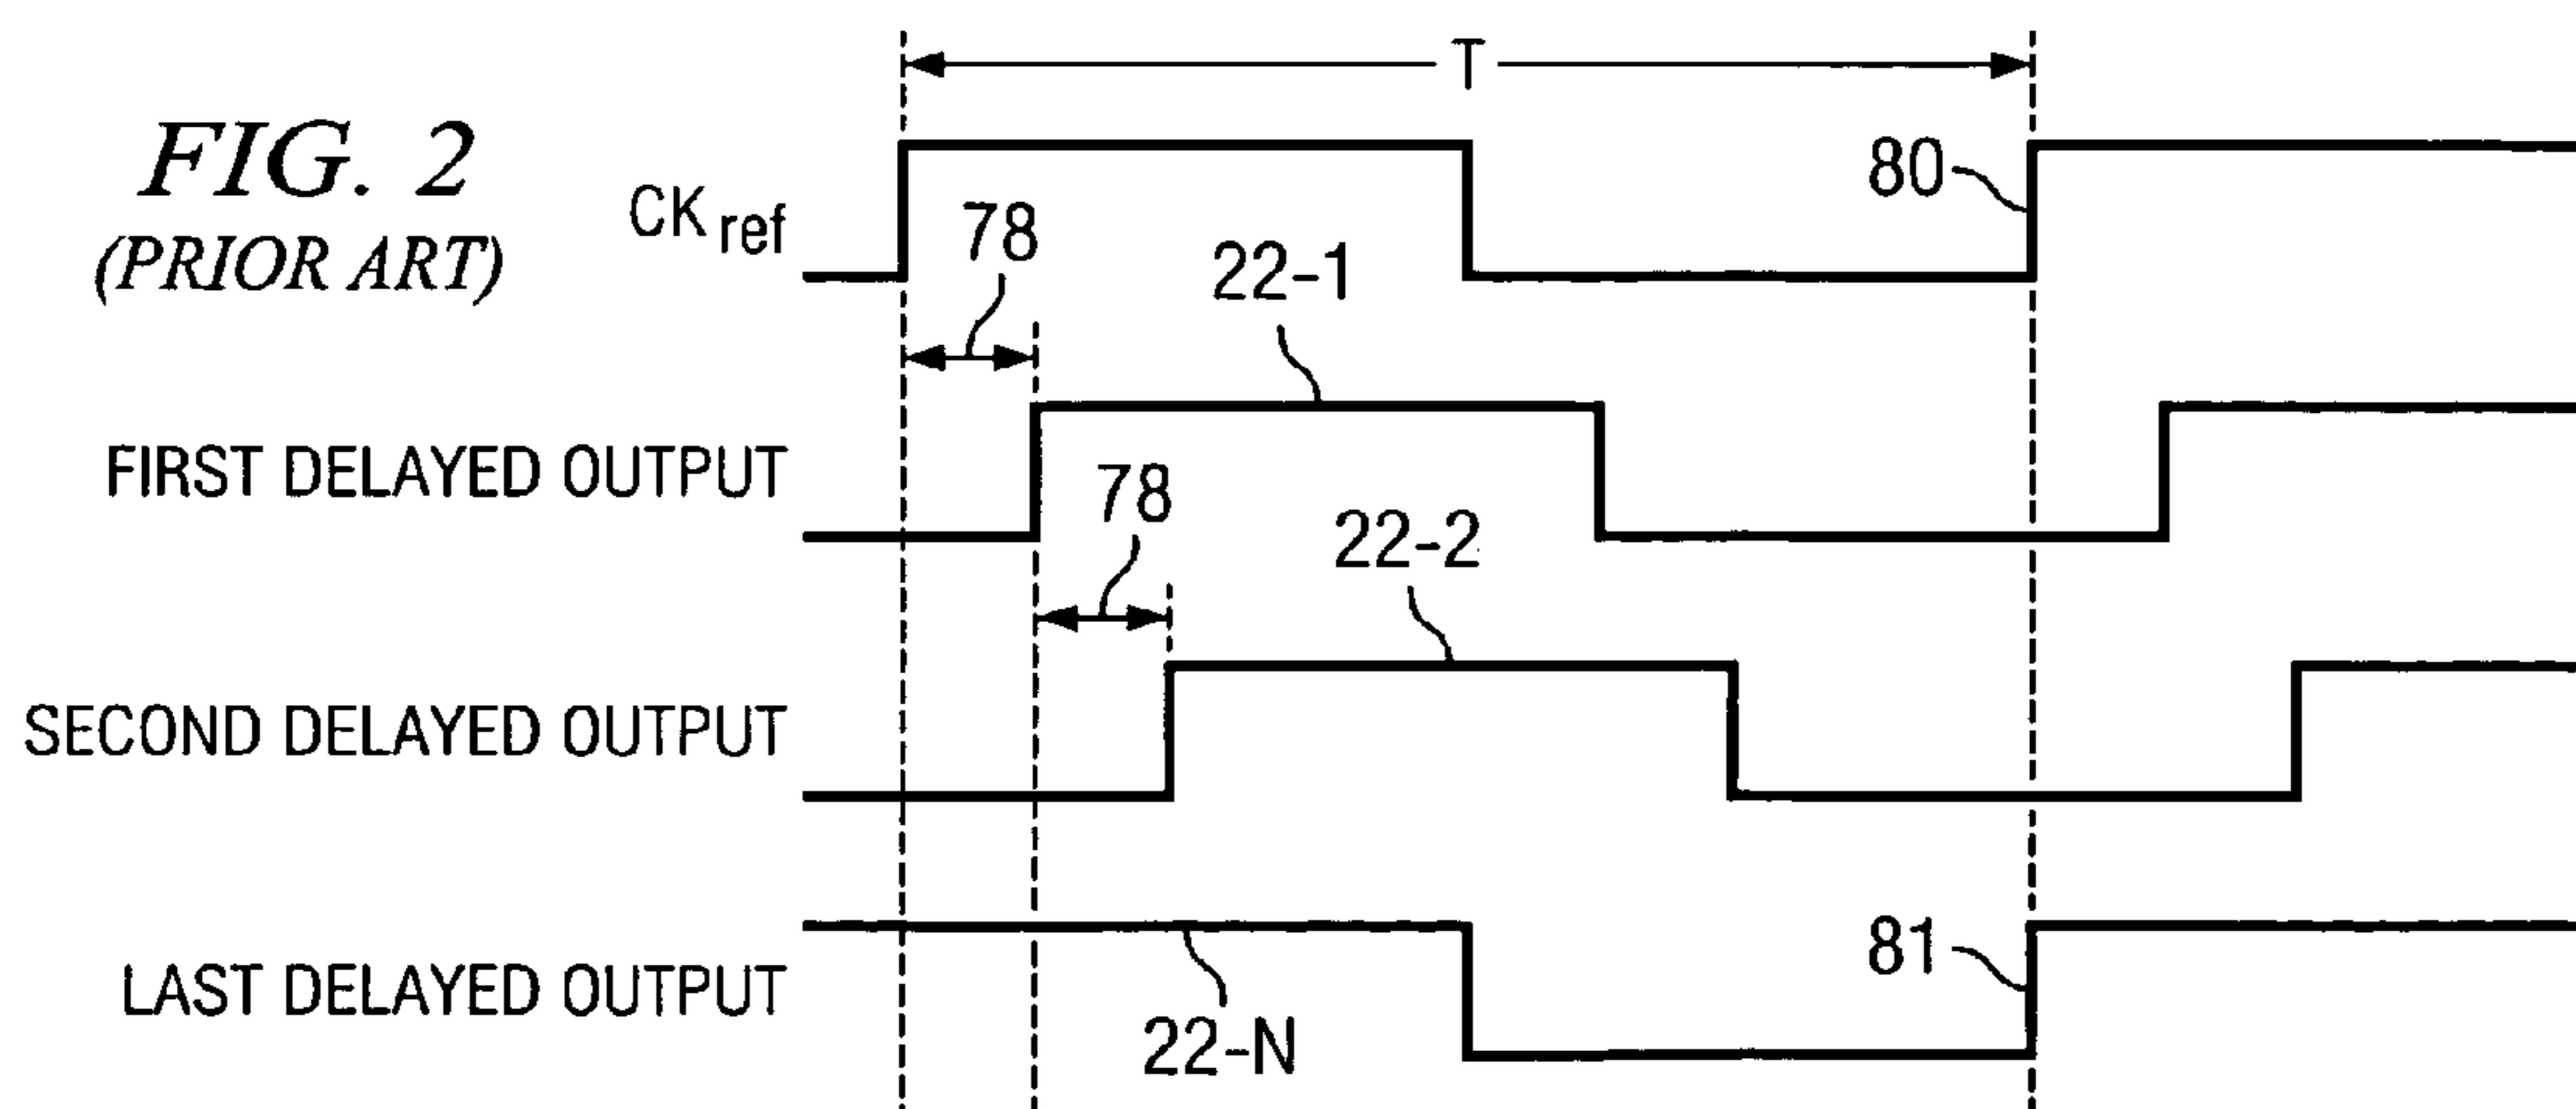 FIG. 2
(PRIOR ART)
T
CK ref
80
78
22-1
FIRST DELAYED OUTPUT
78
22-2
SECOND DELAYED OUTPUT
81
LAST DELAYED OUTPUT
22-N